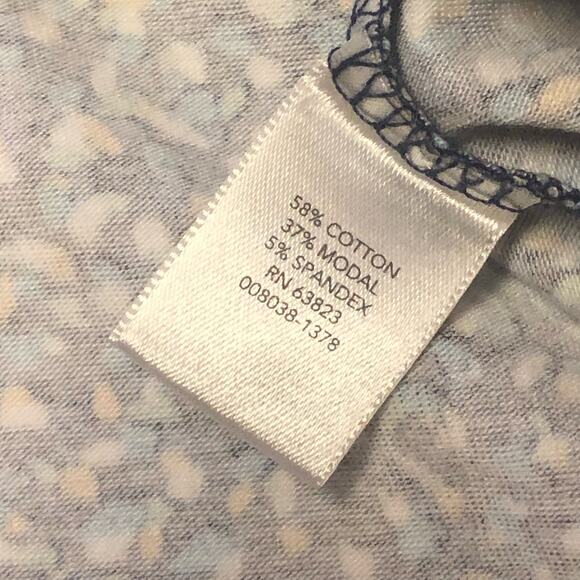 58% COTTON
37% MODAL
5% SPANDEX
RN 63823
008038-1378